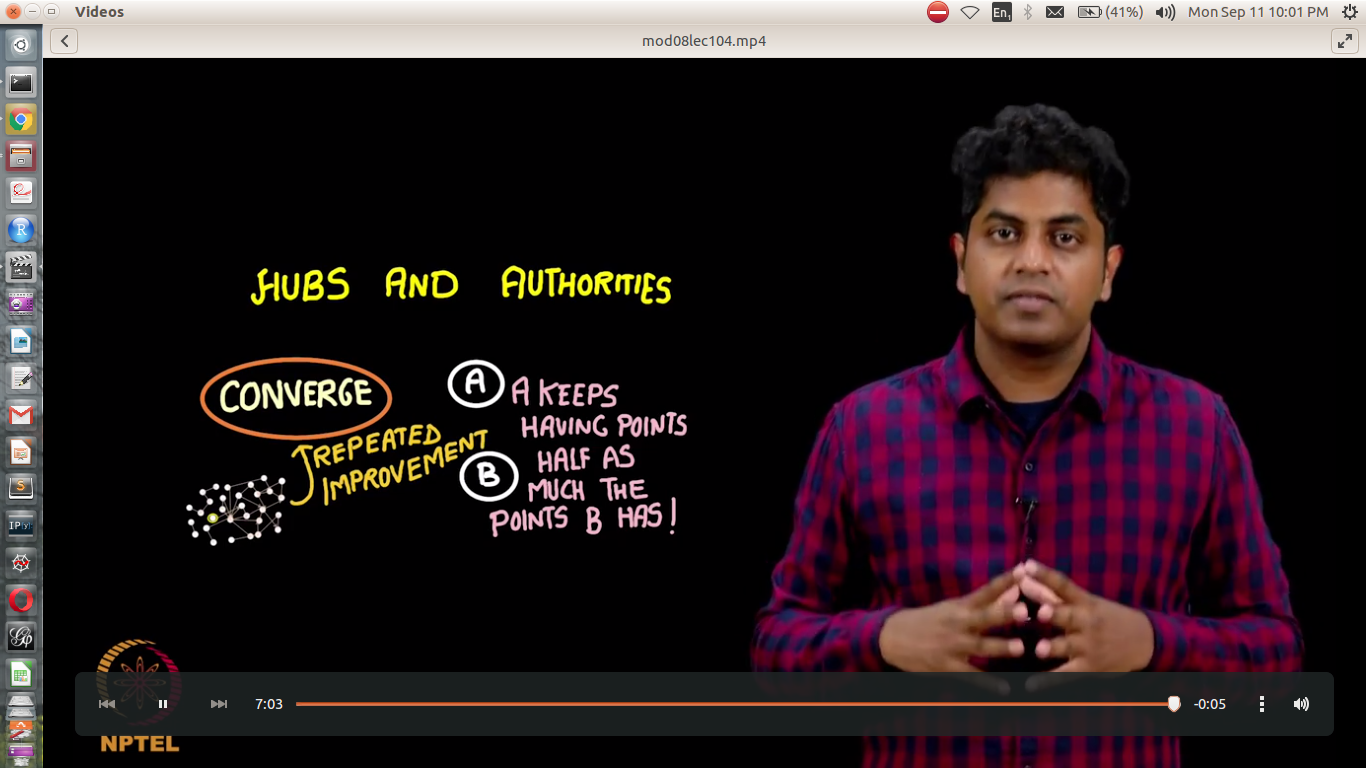 Videos
En1
(41%)
Mon Sep 11 10:01 PM
mod08lec104.mp4
HUBS AND AUTHORITIES
CONVERGE
REPEATED
IMPROVEMENT
A
B
A KEEPS
HAVING POINTS
HALF AS
MUCH THE
POINTS B HAS!
7:03
-0:05
NPTEL